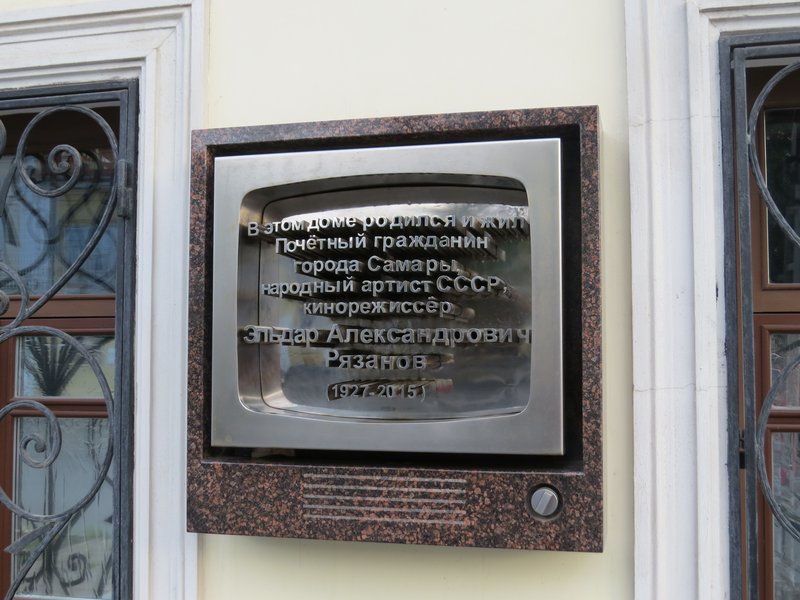 В этом доме родился и жил
Почётный гражданин
города Самары,
народный артист СССР,
кинорежиссёр
Эльдар Александрович
Рязанов
(1927-2015)